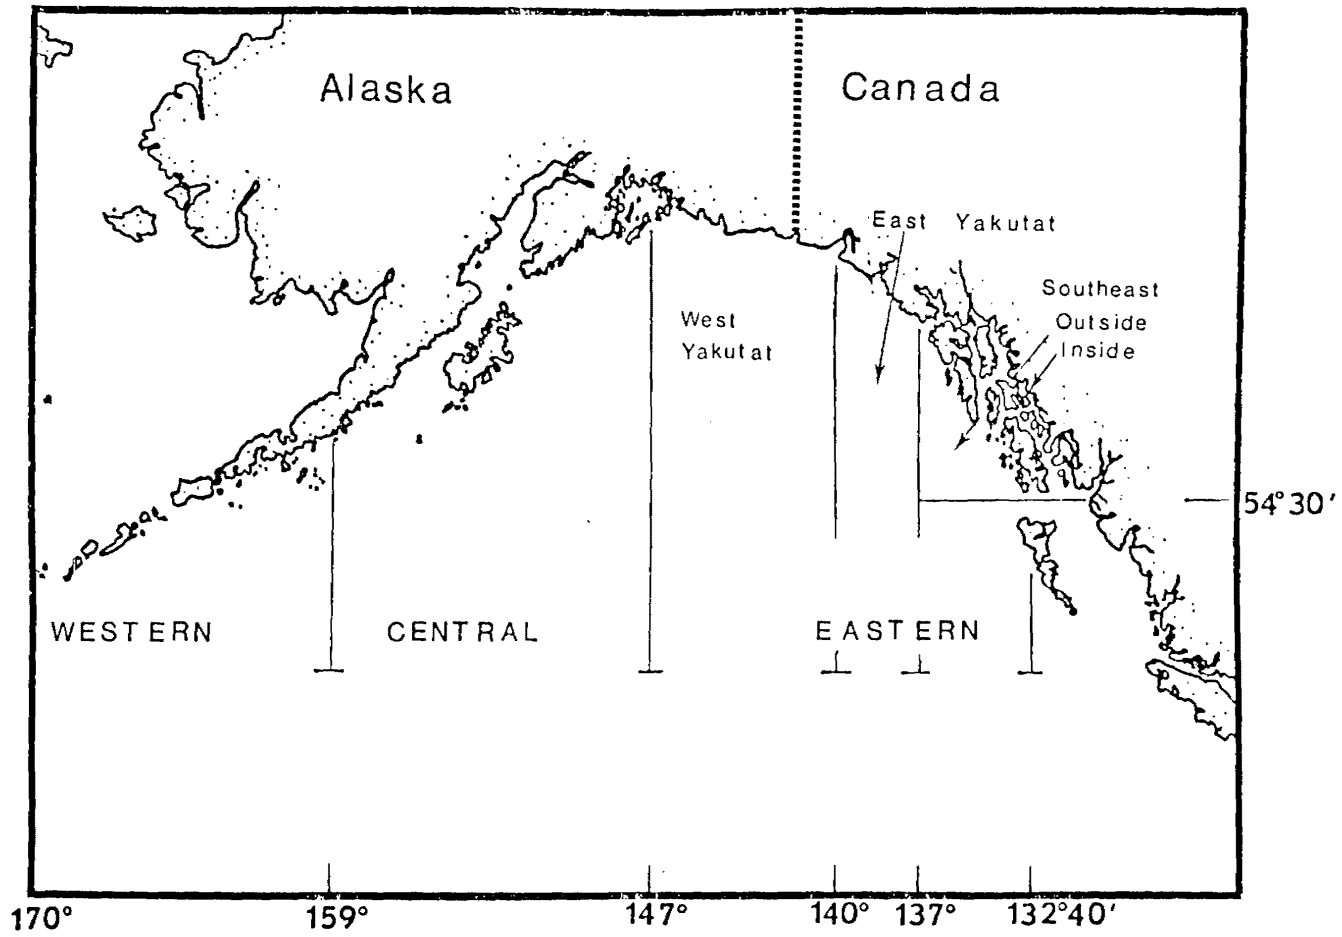 Alaska
Canada
East Yakutat
Southeast
Outside
Inside
West
Yakutat
54°30'
WESTERN
CENTRAL
EASTERN
170°
159°
147°
140°
137°
132°40'